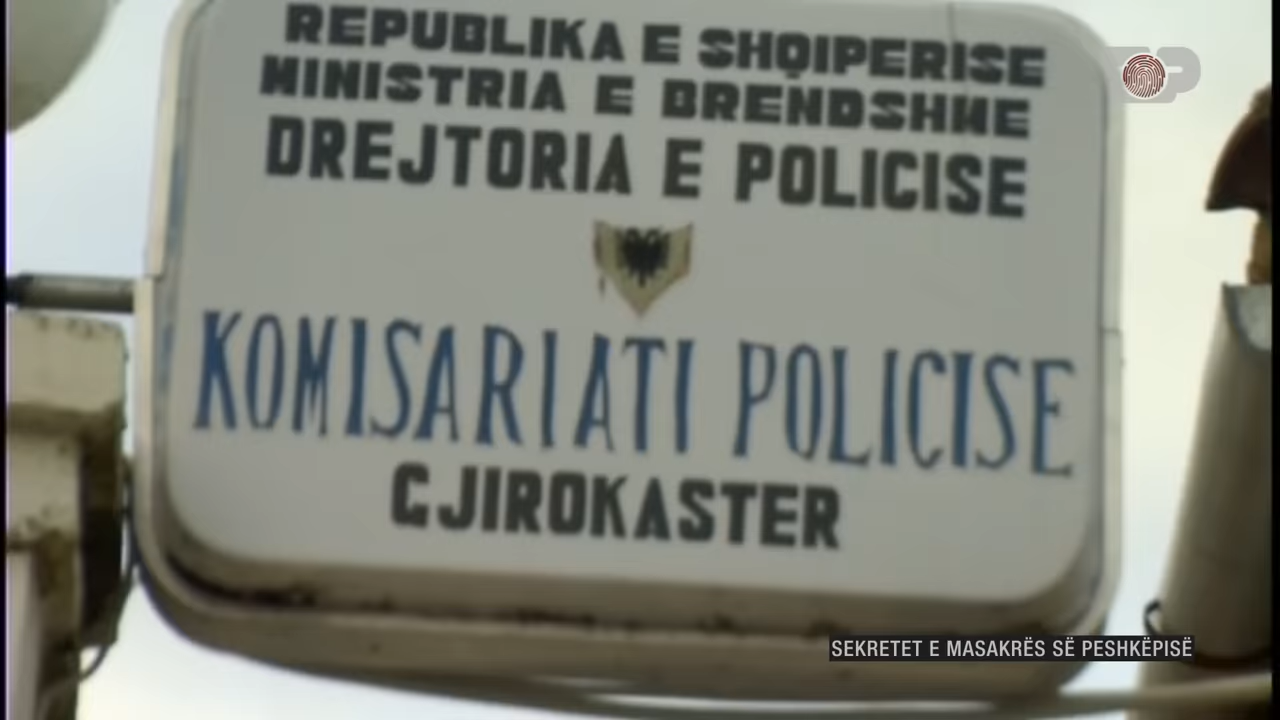 REPUBLIKA E SHQIPERISE
MINISTRIA E BRENDSHME
DREJTORIA E POLICISE
KOMISARIATI POLICISE
GJIROKASTER
SEKRETET E MASAKRËS SË PESHKËPISË